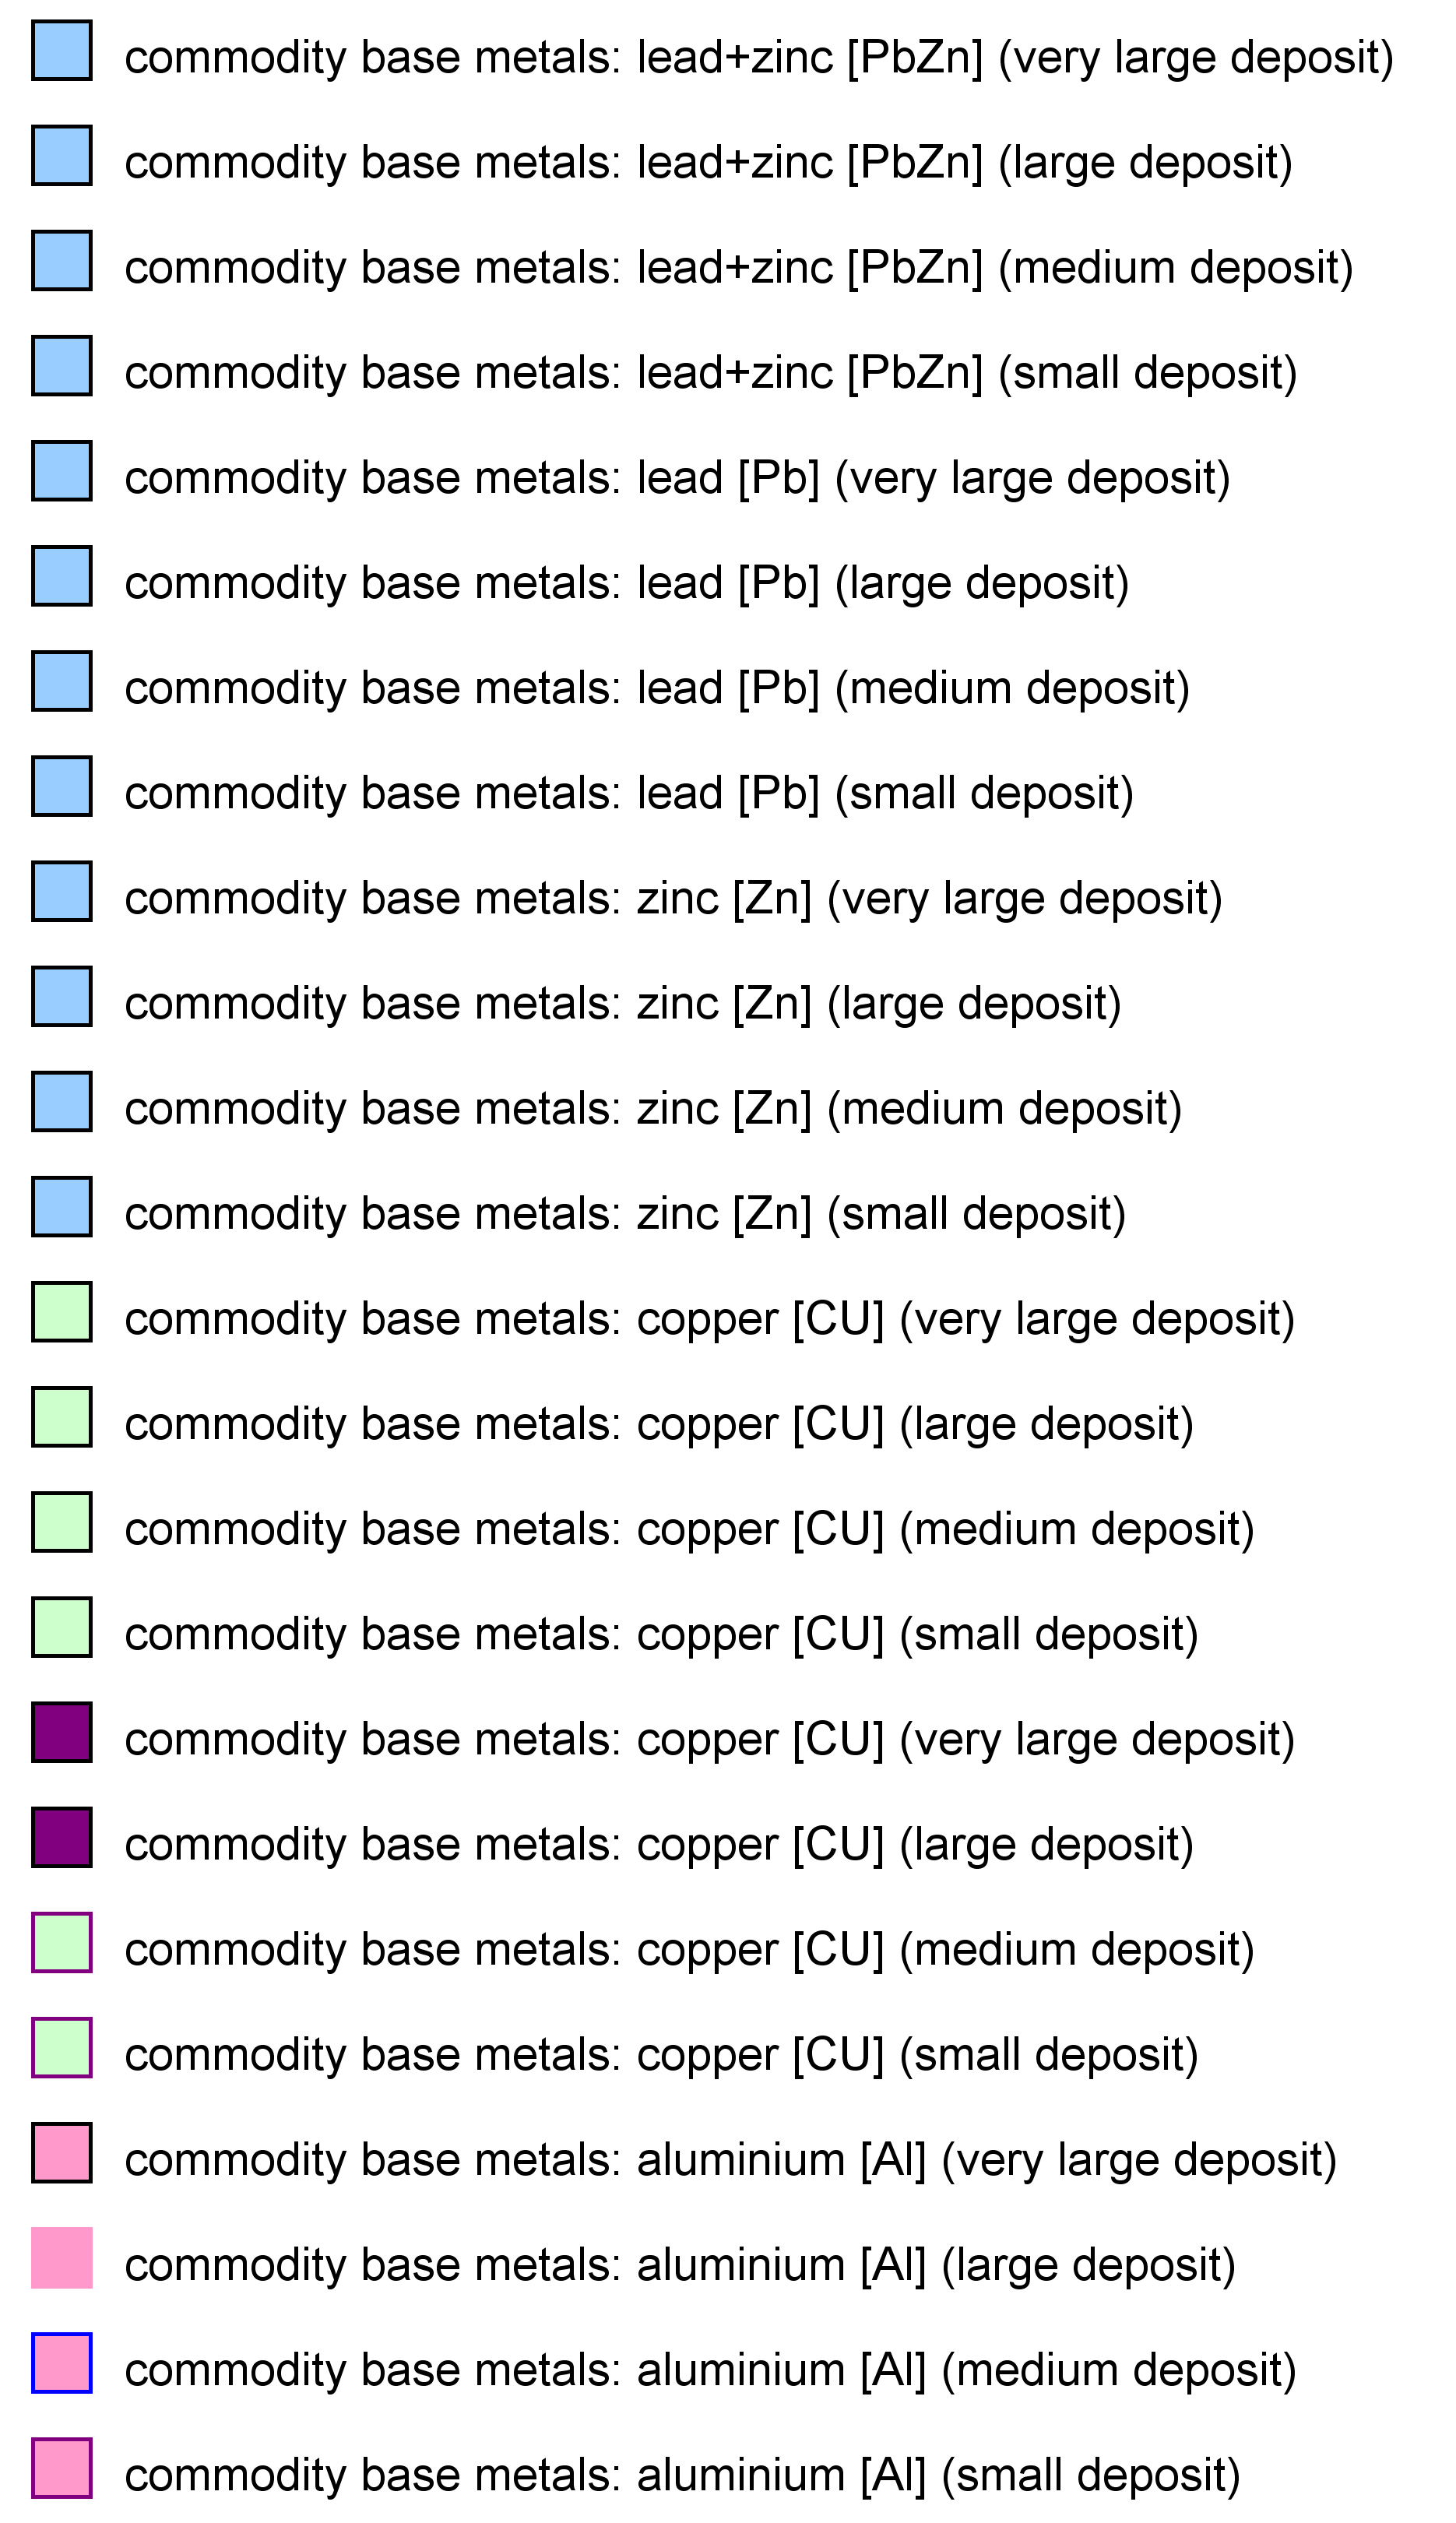 commodity base metals: lead+zinc [PbZn] (very large deposit)
commodity base metals: lead+zinc [PbZn] (large deposit)
commodity base metals: lead+zinc [PbZn] (medium deposit)
commodity base metals: lead+zinc [PbZn] (small deposit)
commodity base metals: lead [Pb] (very large deposit)
commodity base metals: lead [Pb] (large deposit)
commodity base metals: lead [Pb] (medium deposit)
commodity base metals: lead [Pb] (small deposit)
commodity base metals: zinc [Zn] (very large deposit)
commodity base metals: zinc [Zn] (large deposit)
commodity base metals: zinc [Zn] (medium deposit)
commodity base metals: zinc [Zn] (small deposit)
commodity base metals: copper [CU] (very large deposit)
commodity base metals: copper [CU] (large deposit)
commodity base metals: copper [CU] (medium deposit)
commodity base metals: copper [CU] (small deposit)
commodity base metals: copper [CU] (very large deposit)
commodity base metals: copper [CU] (large deposit)
commodity base metals: copper [CU] (medium deposit)
commodity base metals: copper [CU] (small deposit)
commodity base metals: aluminium [Al] (very large deposit)
commodity base metals: aluminium [Al] (large deposit)
commodity base metals: aluminium [Al] (medium deposit)
commodity base metals: aluminium [Al] (small deposit)